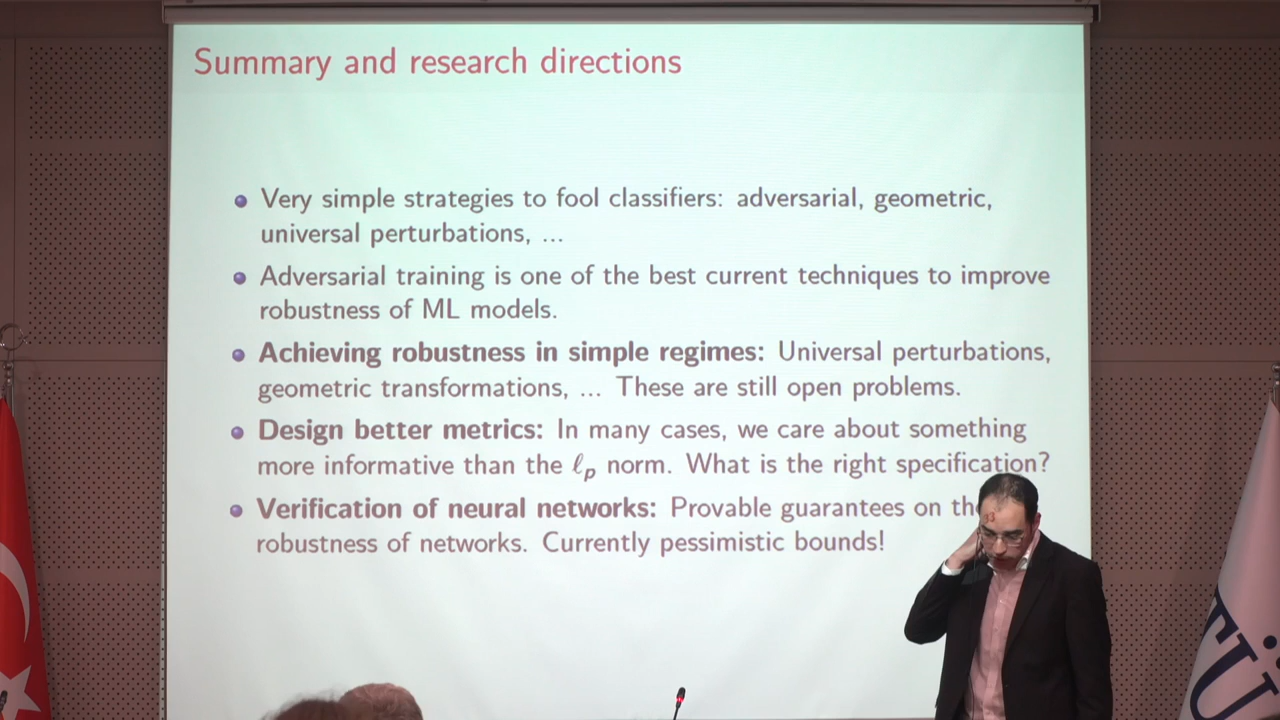 Summary and research directions
Very simple strategies to fool classifiers: adversarial, geometric,
universal perturbations, ...
Adversarial training is one of the best current techniques to improve
robustness of ML models.
Achieving robustness in simple regimes: Universal perturbations,
geometric transformations, ... These are still open problems.
Design better metrics: In many cases, we care about something
more informative than the ℓp norm. What is the right specification?
Verification of neural networks: Provable guarantees on the
robustness of networks. Currently pessimistic bounds!